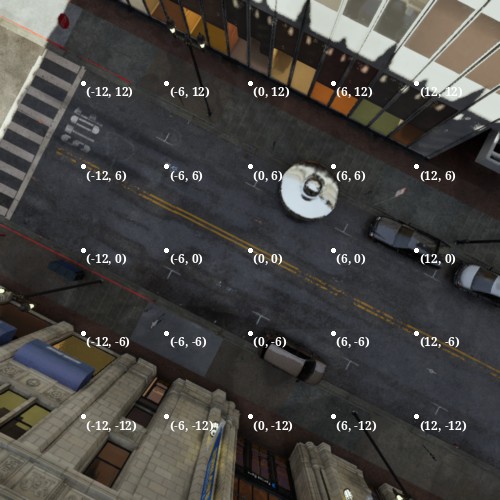 (-12, 12) (-6, 12) (0, 12) (6, 12) (12, 12)
(-12, 6) (-6, 6) (0, 6) (6, 6) (12, 6)
(-12, 0) (-6, 0) (0, 0) (6, 0) (12, 0)
(-12, -6) (-6, -6) (0, -6) (6, -6) (12, -6)
(-12, -12) (-6, -12) (0, -12) (6, -12) (12, -12)